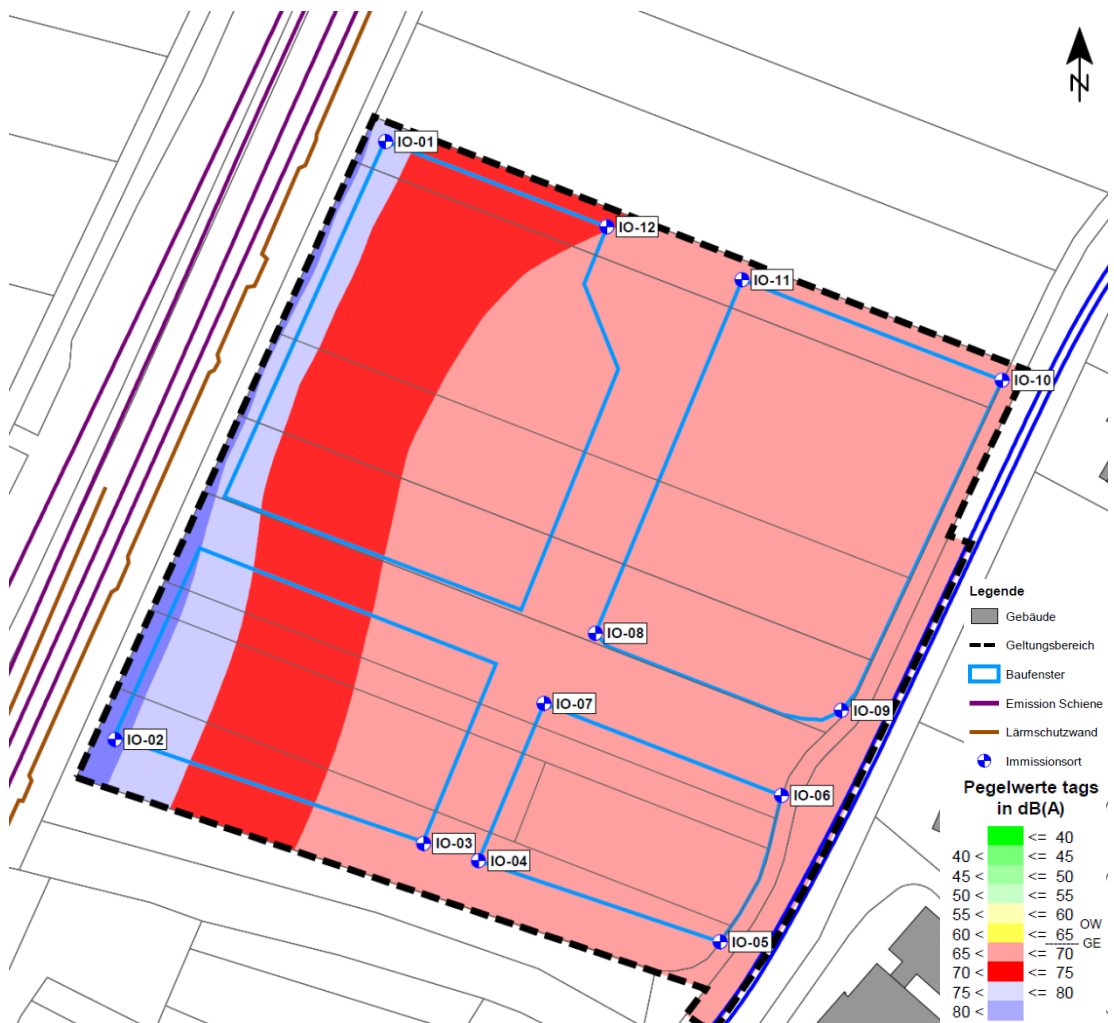 N
IO-01
IO-12
IO-11
IO-10
IO-08
IO-07
IO-09
IO-02
IO-06
IO-03
IO-04
IO-05
Legende
Gebäude
Geltungsbereich
Baufenster
Emission Schiene
Lärmschutzwand
Immissionsort
Pegelwerte tags
in dB(A)
<= 40
40 < <= 45
45 < <= 50
50 < <= 55
55 < <= 60
60 < <= 65 OW
65 < <= 70 GE
70 < <= 75
75 < <= 80
80 <